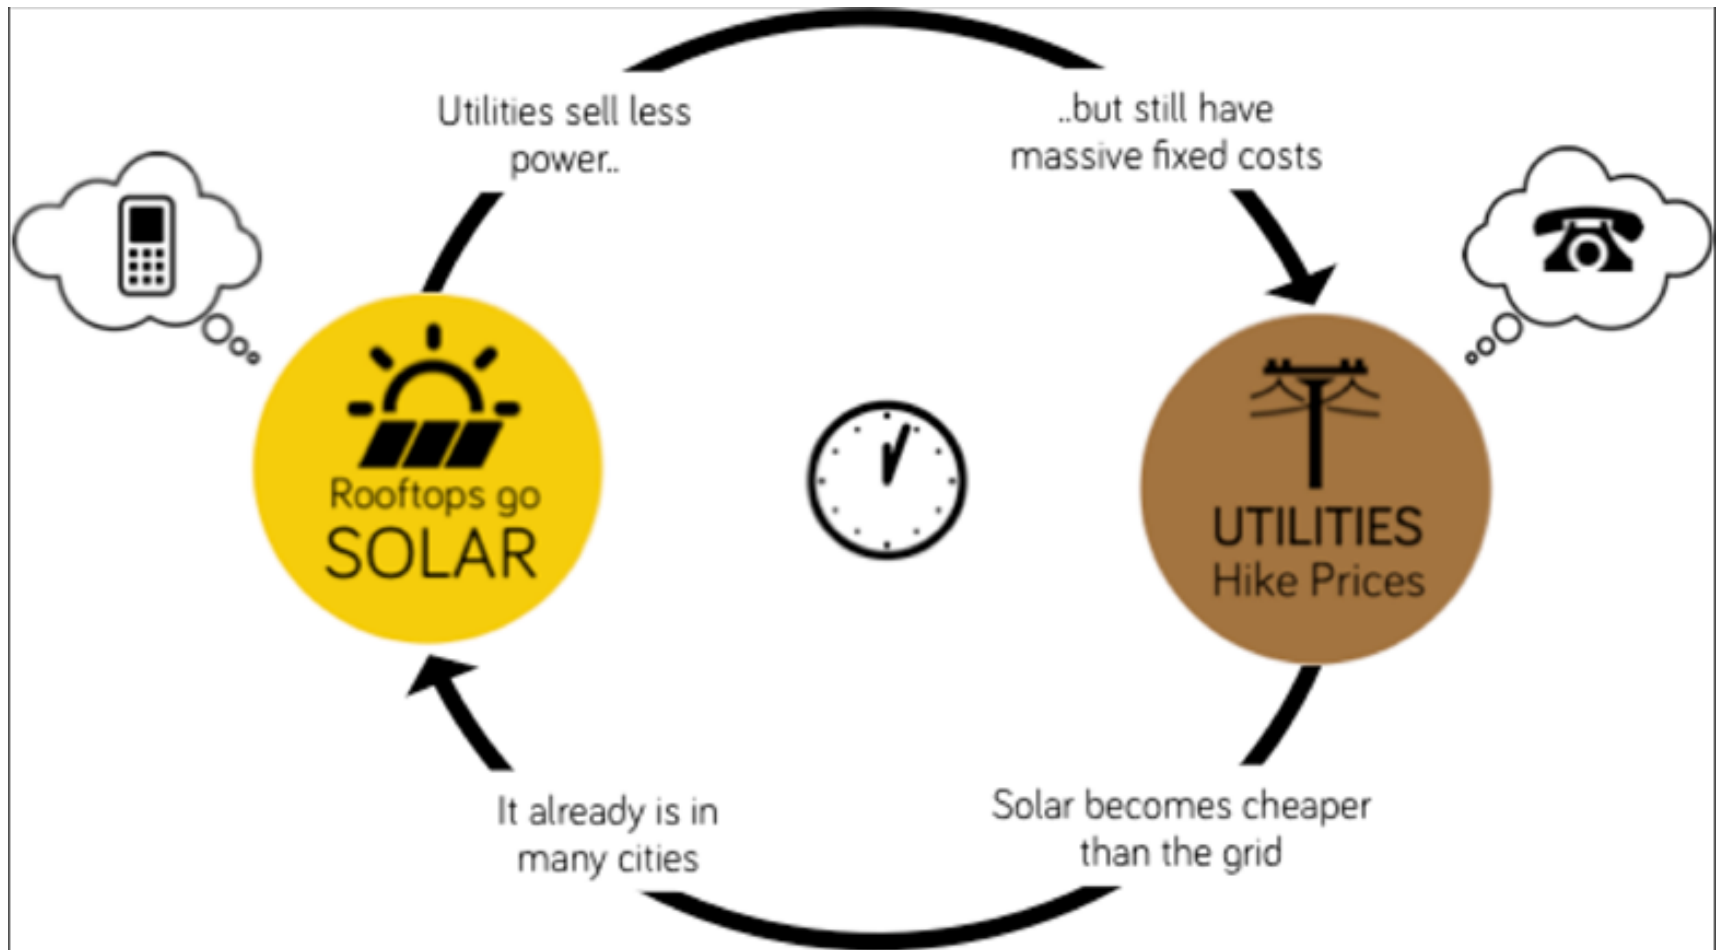 Utilities sell less
power..
..but still have
massive fixed costs
Rooftops go
SOLAR
UTILITIES
Hike Prices
It already is in
many cities
Solar becomes cheaper
than the grid